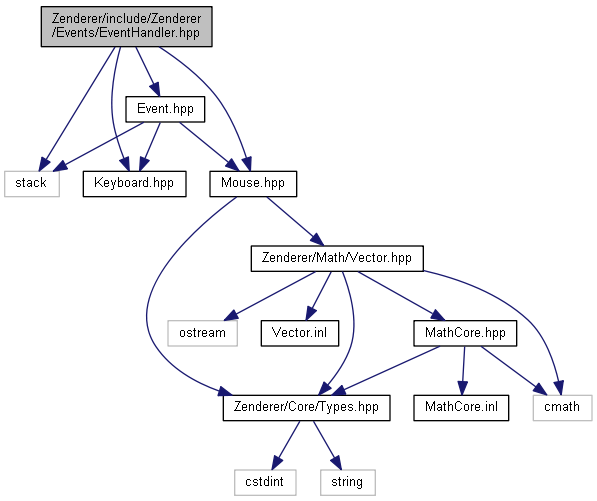 Zenderer/include/Zenderer
/Events/EventHandler.hpp
Event.hpp
stack
Keyboard.hpp
Mouse.hpp
Zenderer/Math/Vector.hpp
ostream
Vector.inl
MathCore.hpp
Zenderer/Core/Types.hpp
MathCore.inl
cmath
cstdint
string